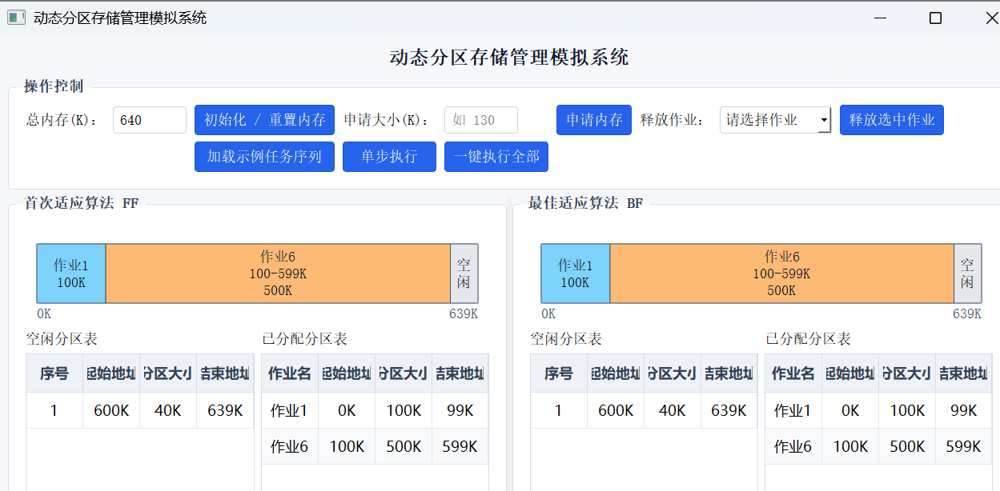 动态分区存储管理模拟系统
动态分区存储管理模拟系统
操作控制
总内存(K): 640 初始化 / 重置内存 申请大小(K): 如 130 申请内存 释放作业: 请选择作业 释放选中作业
加载示例任务序列 单步执行 一键执行全部
首次适应算法 FF
作业1
100K
作业6
100-599K
500K
空
闲
0K 639K
空闲分区表
序号 起始地址 分区大小 结束地址
1 600K 40K 639K
已分配分区表
作业名 起始地址 分区大小 结束地址
作业1 0K 100K 99K
作业6 100K 500K 599K
最佳适应算法 BF
作业1
100K
作业6
100-599K
500K
空
闲
0K 639K
空闲分区表
序号 起始地址 分区大小 结束地址
1 600K 40K 639K
已分配分区表
作业名 起始地址 分区大小 结束地址
作业1 0K 100K 99K
作业6 100K 500K 599K